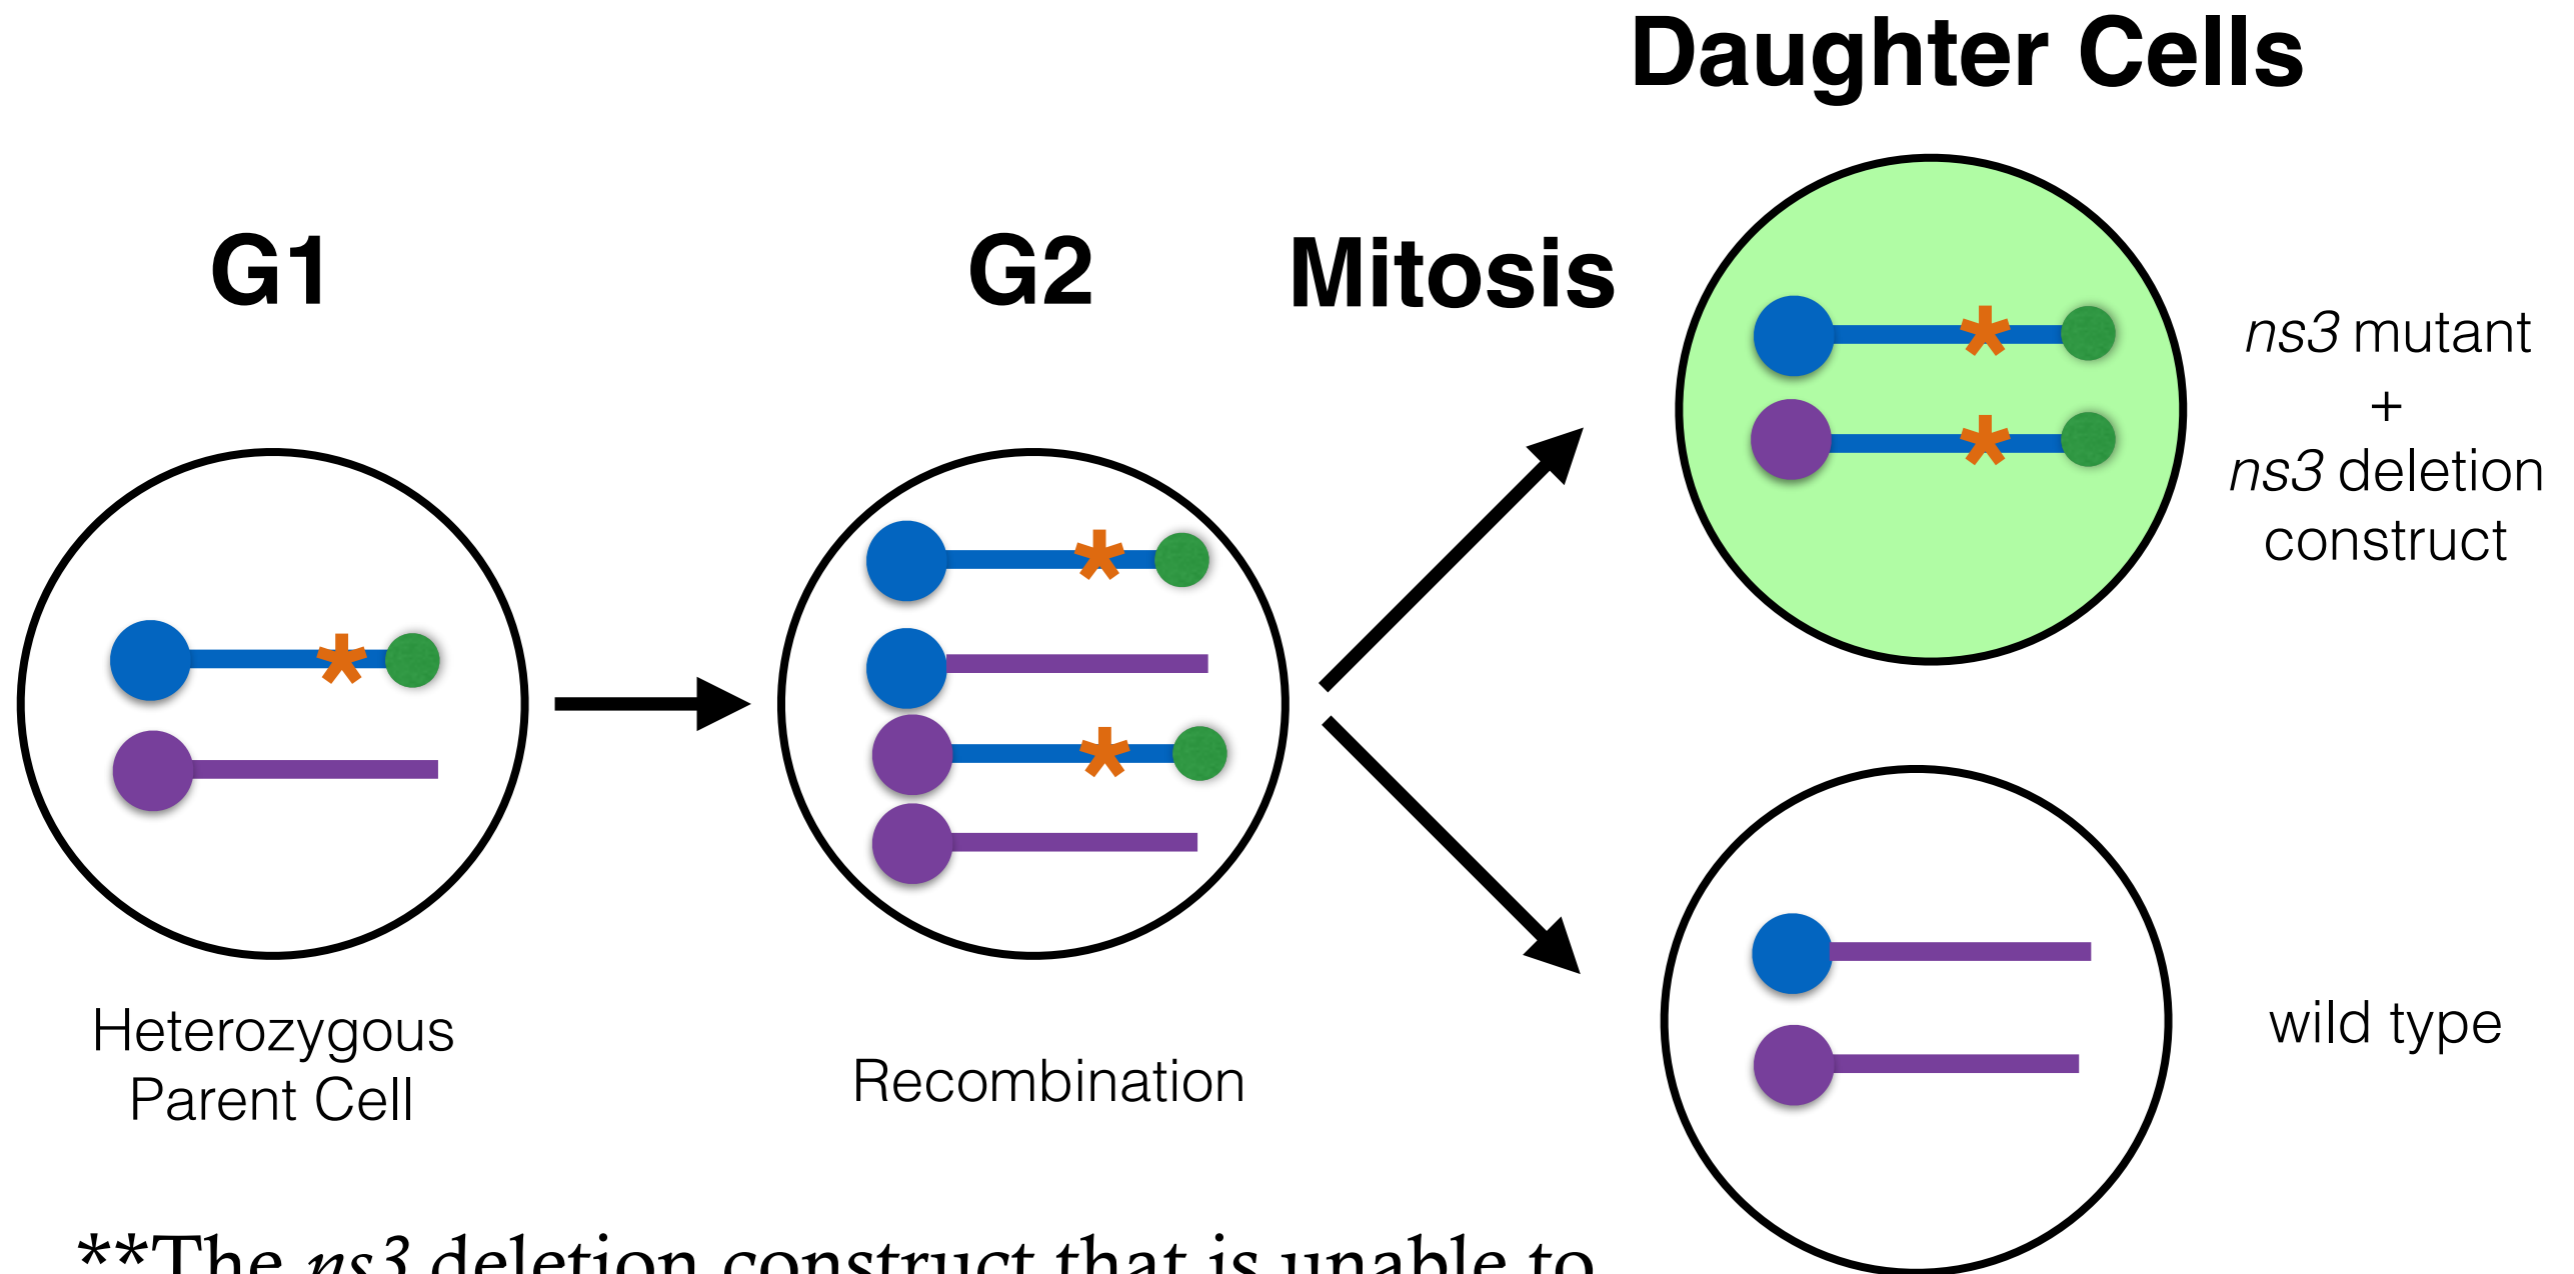 Daughter Cells
G1
G2
Mitosis
ns3 mutant
+
ns3 deletion
construct
Heterozygous
Parent Cell
Recombination
wild type
**The ns3 deletion construct that is unable to